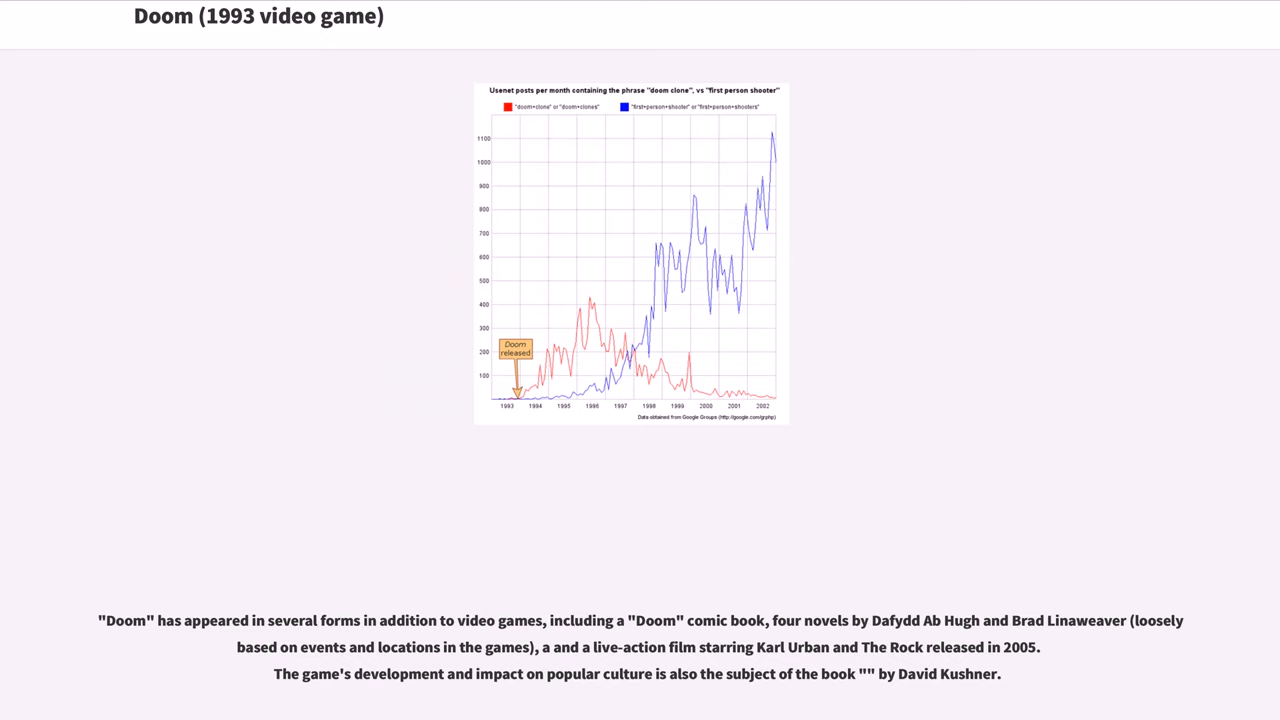 Doom (1993 video game)
Usenet posts per month containing the phrase "doom clone", vs "first person shooter"
"doom+clone" or "doom+clones" "first+person+shooter" or "first+person+shooters"
1100
1000
900
800
700
600
500
400
300
200
100
Doom
released
1993 1994 1995 1996 1997 1998 1999 2000 2001 2002
Data obtained from Google Groups (http://google.com/grphp)
"Doom" has appeared in several forms in addition to video games, including a "Doom" comic book, four novels by Dafydd Ab Hugh and Brad Linaweaver (loosely
based on events and locations in the games), a and a live-action film starring Karl Urban and The Rock released in 2005.
The game's development and impact on popular culture is also the subject of the book "" by David Kushner.